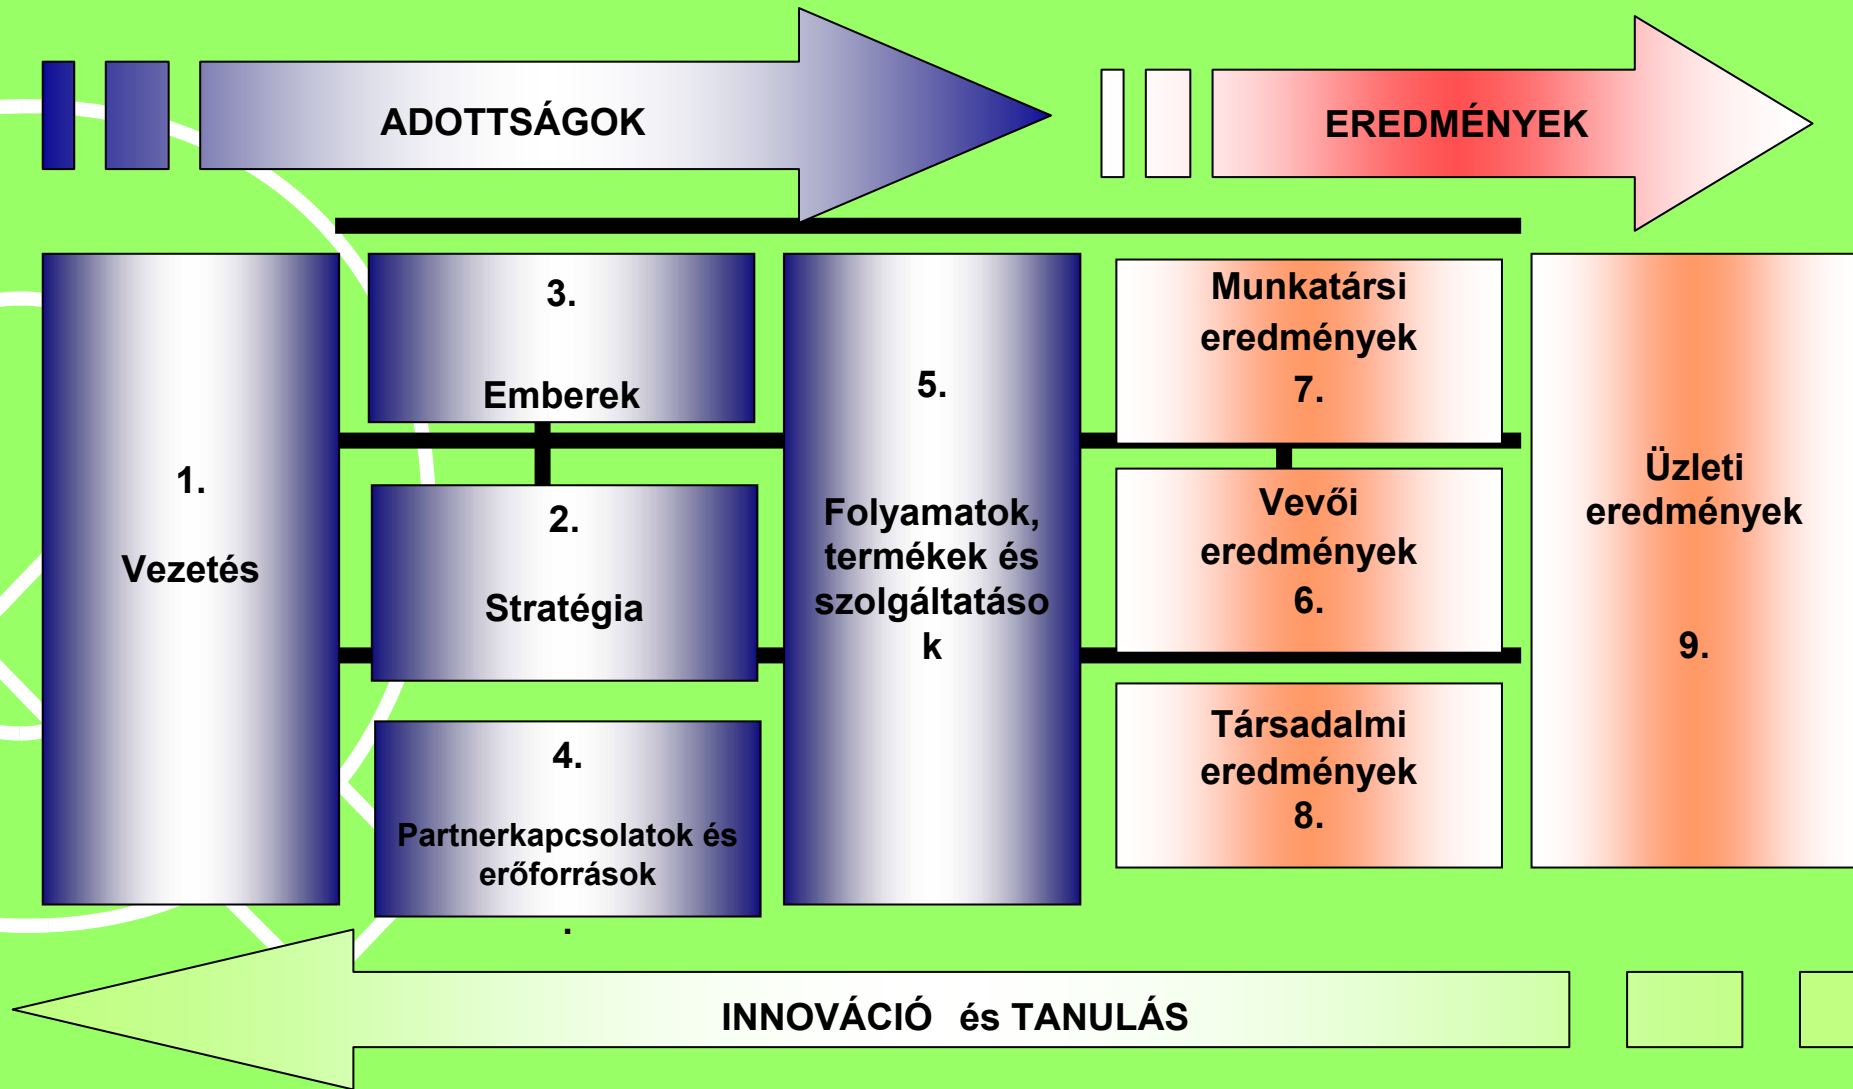 ADOTTSÁGOK
EREDMÉNYEK
1.
Vezetés
3.
Emberek
2.
Stratégia
4.
Partnerkapcsolatok és
erőforrások
.
5.
Folyamatok,
termékek és
szolgáltatáso
k
Munkatársi
eredmények
7.
Vevői
eredmények
6.
Társadalmi
eredmények
8.
Üzleti
eredmények
9.
INNOVÁCIÓ és TANULÁS